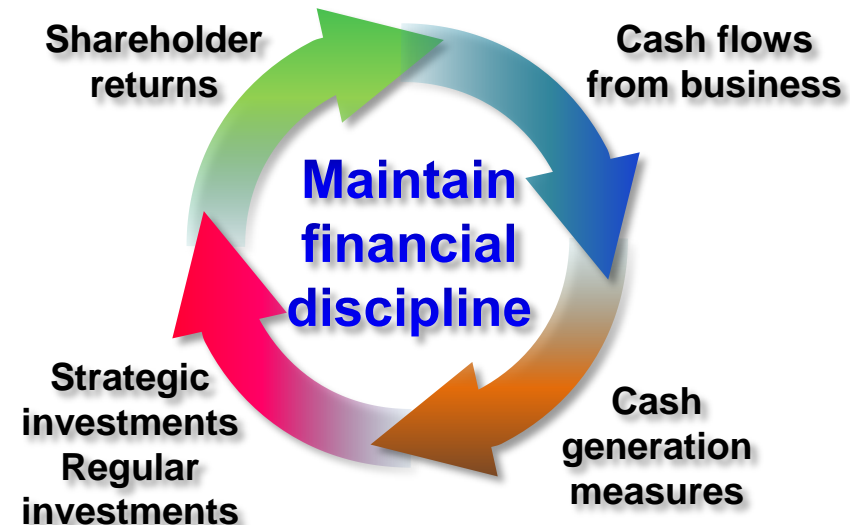 Shareholder
returns
Cash flows
from business
Maintain
financial
discipline
Strategic
investments
Regular
investments
Cash
generation
measures